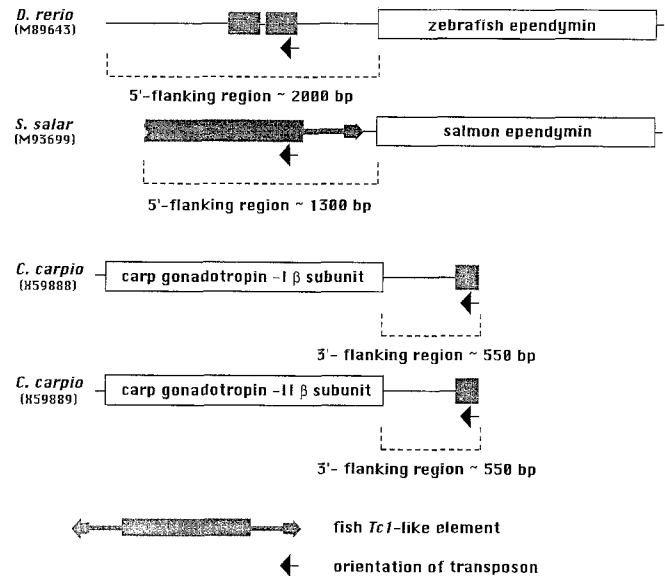 D. rerio
(M89643)
zebrafish ependymin
5'-flanking region ~ 2000 bp
S. salar
(M93699)
salmon ependymin
5'-flanking region ~ 1300 bp
C. carpio
(X59888)
carp gonadotropin -I β subunit
3'- flanking region ~ 550 bp
C. carpio
(X59889)
carp gonadotropin -II β subunit
3'- flanking region ~ 550 bp
fish Tc1-like element
orientation of transposon